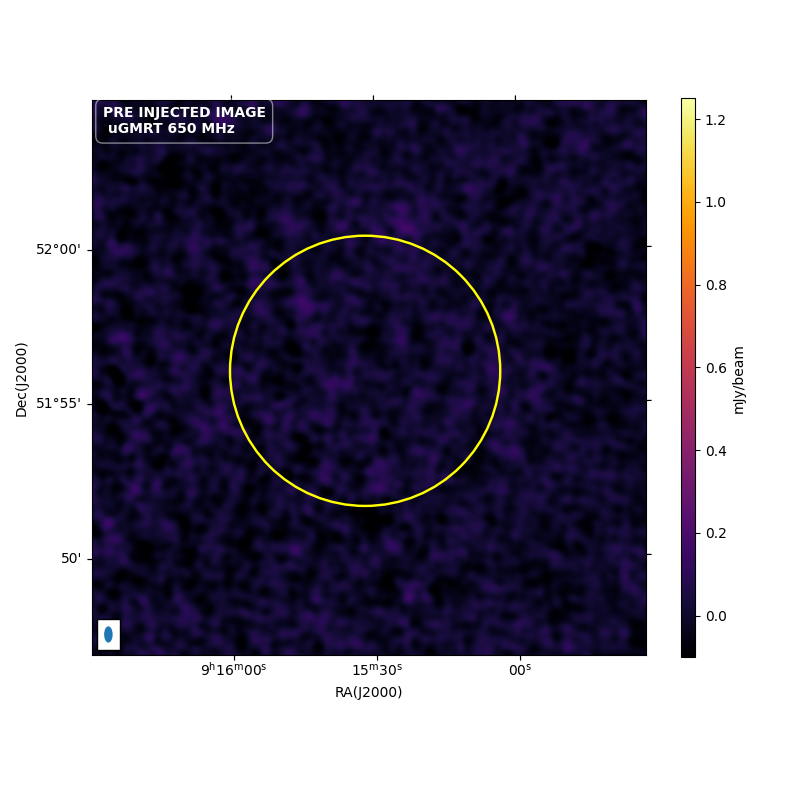 PRE INJECTED IMAGE
uGMRT 650 MHz
52°00'
51°55'
50'
9ʰ16ᵐ00ˢ
15ᵐ30ˢ
00ˢ
RA(J2000)
Dec(J2000)
1.2
1.0
0.8
0.6
0.4
0.2
0.0
mJy/beam